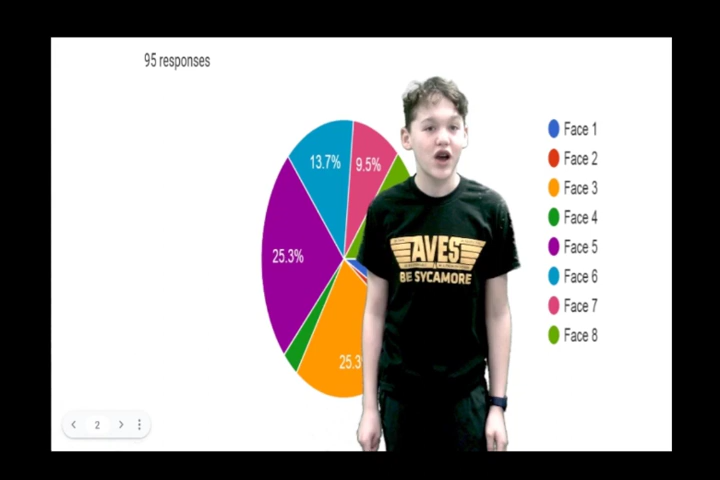 95 responses
13.7%
9.5%
25.3%
25.3
Face 1
Face 2
Face 3
Face 4
Face 5
Face 6
Face 7
Face 8
AVES
BE SYCAMORE
2